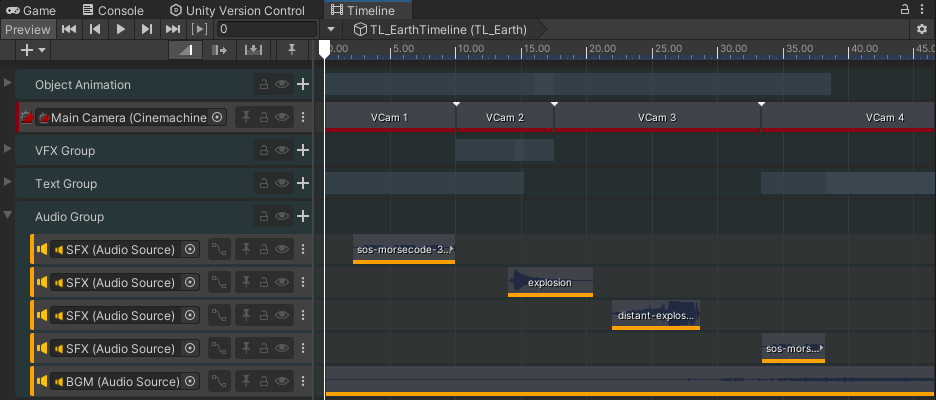 Game Console Unity Version Control Timeline
Preview 0 TL_EarthTimeline (TL_Earth)
0.00 5.00 10.00 15.00 20.00 25.00 30.00 35.00 40.00 45.0
Object Animation
Main Camera (Cinemachine VCam 1 VCam 2 VCam 3 VCam 4
VFX Group
Text Group
Audio Group
SFX (Audio Source) sos-morsecode-3...
SFX (Audio Source) explosion
SFX (Audio Source) distant-explos...
SFX (Audio Source) sos-mors...
BGM (Audio Source)